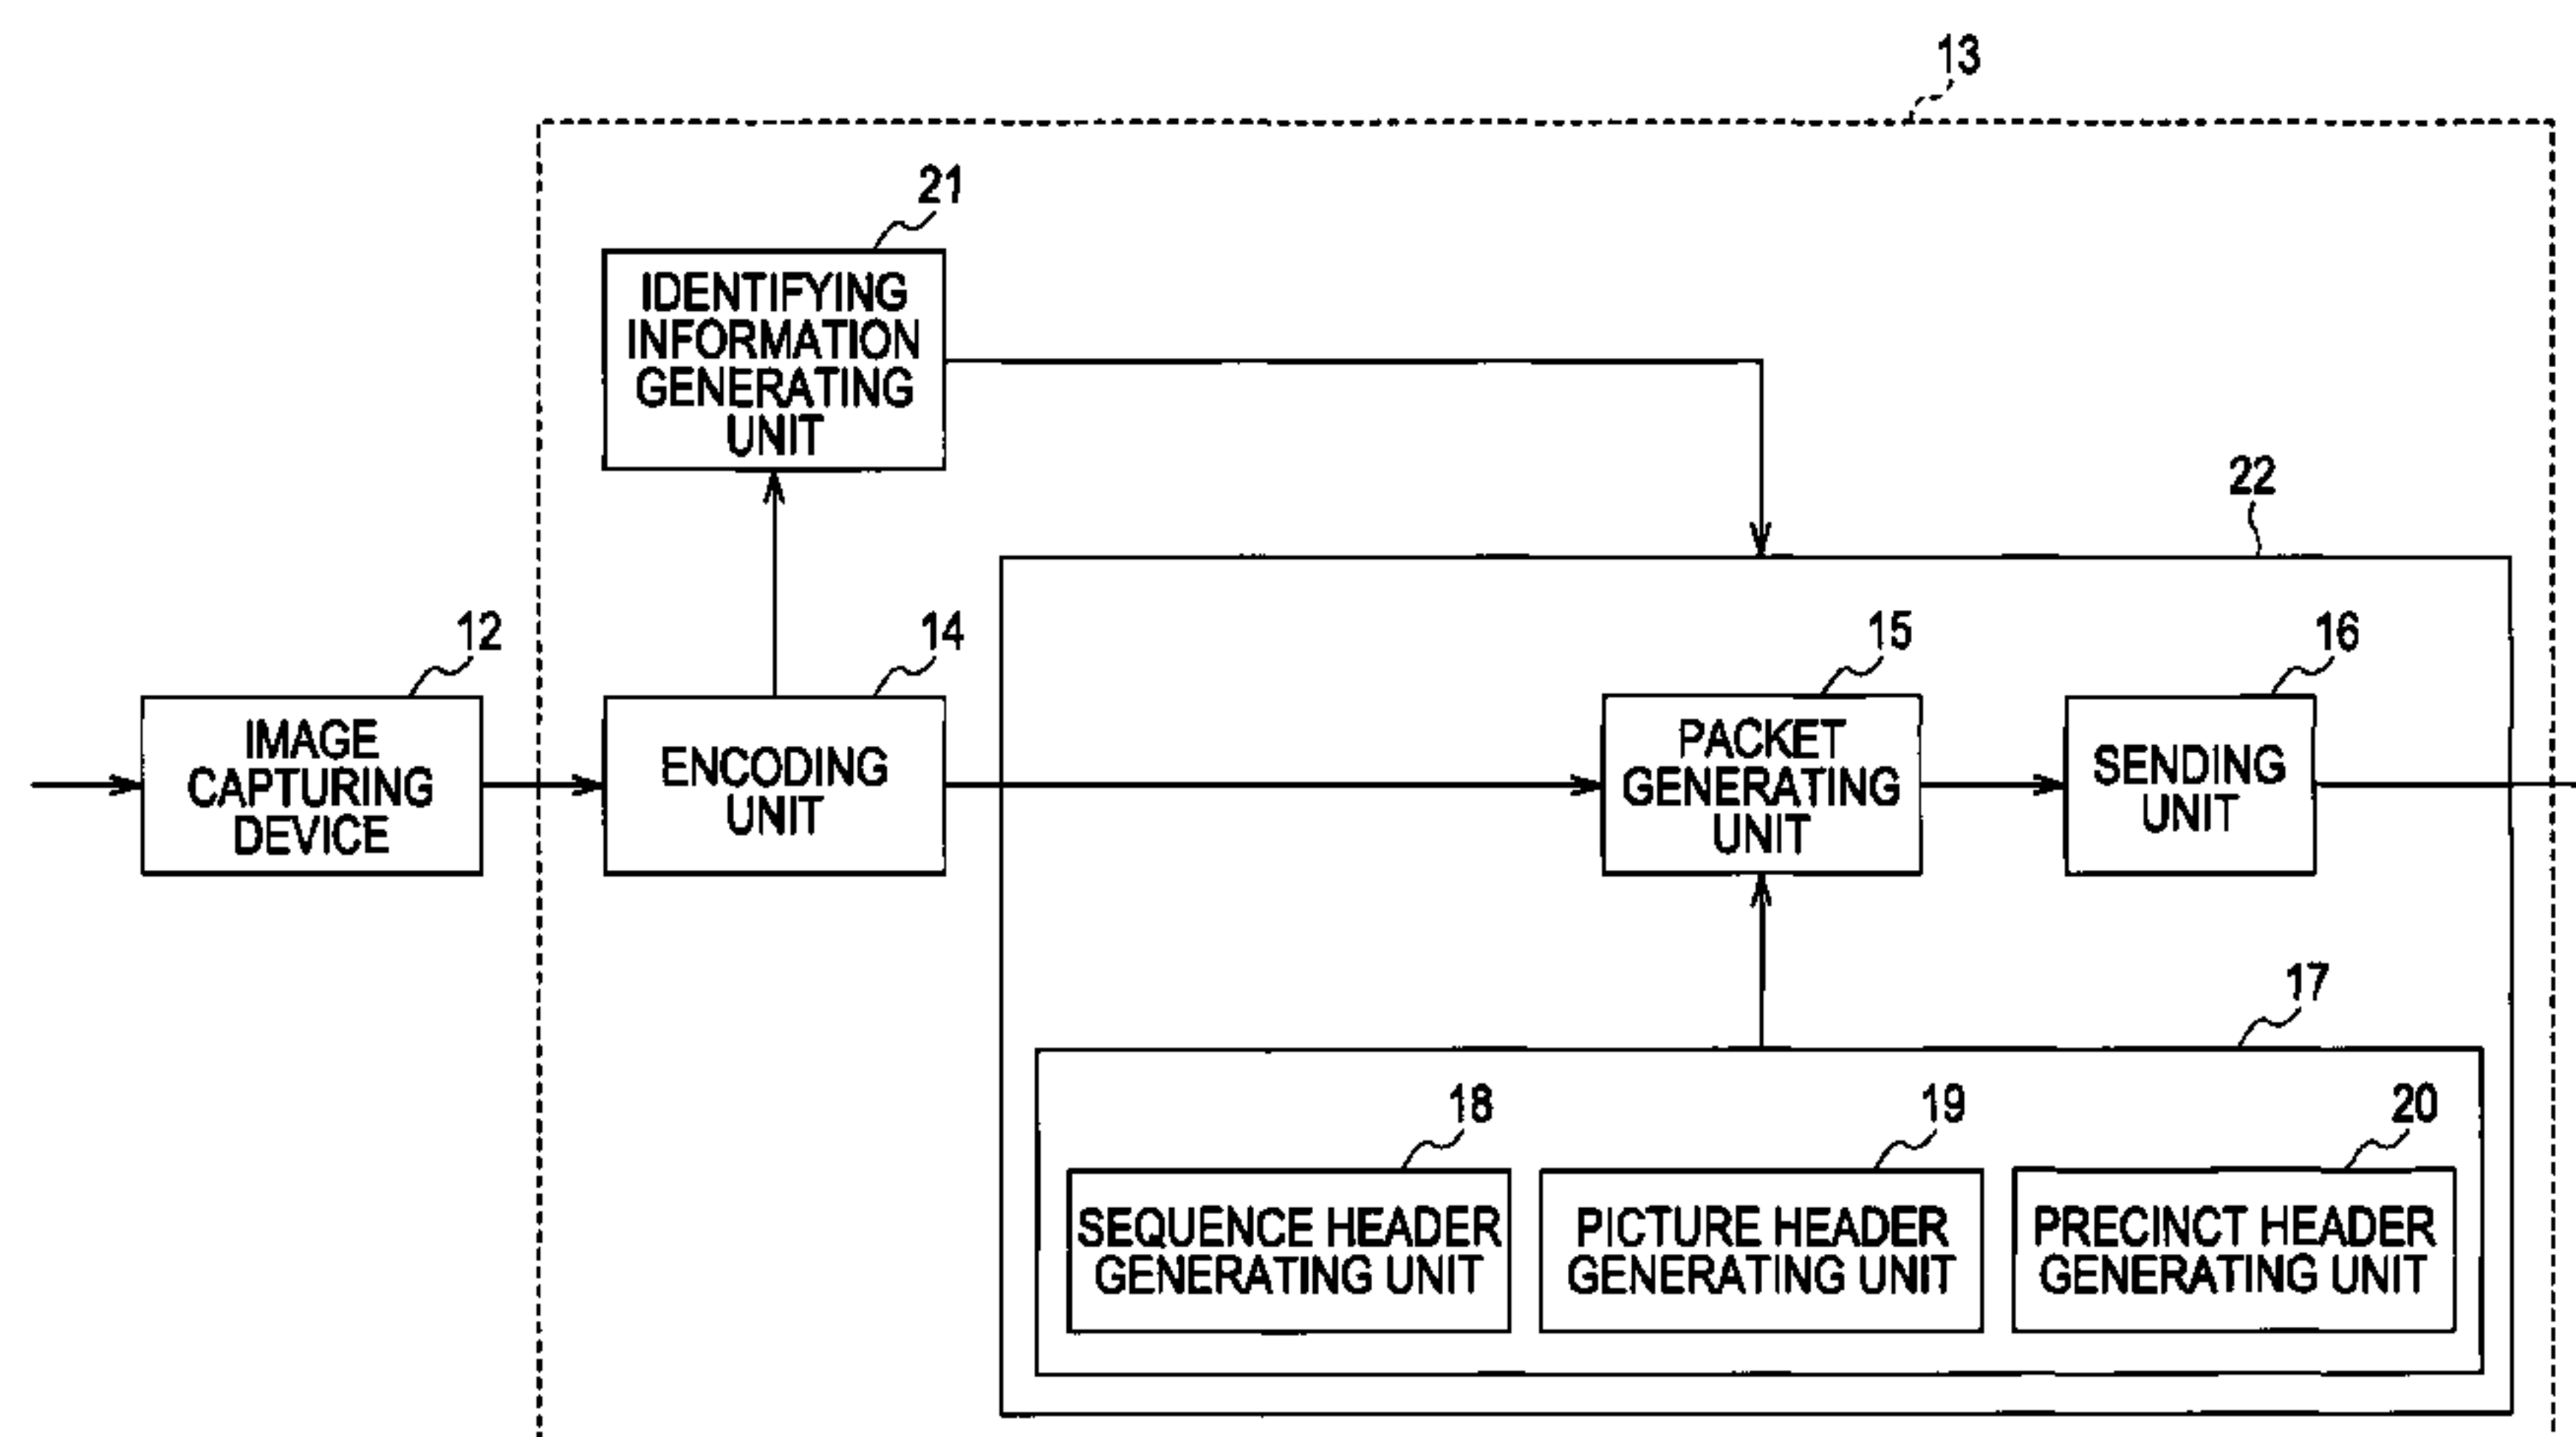 13
21
IDENTIFYING
INFORMATION
GENERATING
UNIT
22
12
IMAGE
CAPTURING
DEVICE
14
ENCODING
UNIT
15
PACKET
GENERATING
UNIT
16
SENDING
UNIT
17
18
SEQUENCE HEADER
GENERATING UNIT
19
PICTURE HEADER
GENERATING UNIT
20
PRECINCT HEADER
GENERATING UNIT